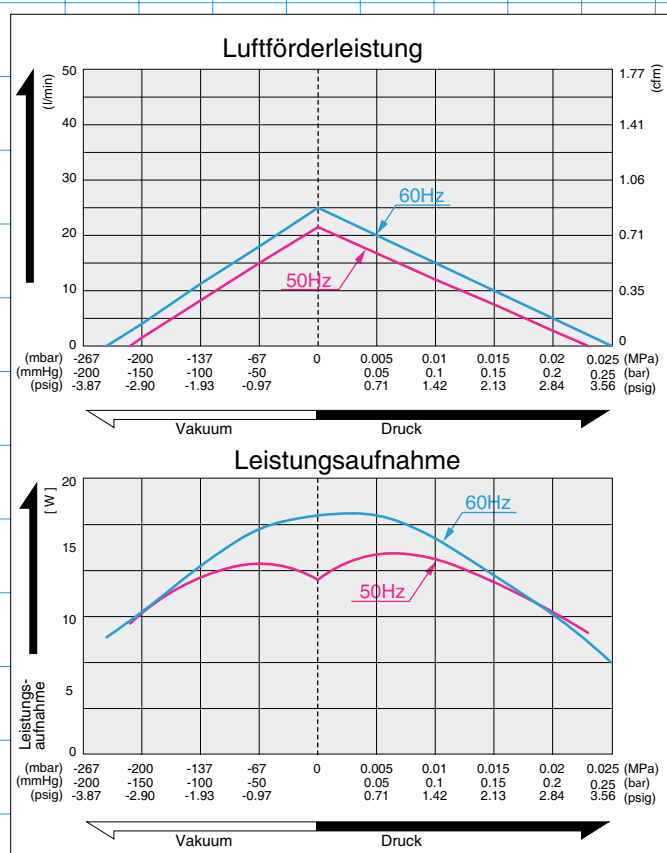 Luftförderleistung
(l/min)
50
40
30
20
10
0
1.77
1.41
1.06
0.71
0.35
0
(cfm)
60Hz
50Hz
(mbar) -267 -200 -137 -67 0 0.005 0.01 0.015 0.02 0.025 (MPa)
(mmHg) -200 -150 -100 -50 0.05 0.1 0.15 0.2 0.25 (bar)
(psig) -3.87 -2.90 -1.93 -0.97 0.71 1.42 2.13 2.84 3.56 (psig)
Vakuum Druck
Leistungsaufnahme
[ W ]
20
15
10
5
0
Leistungs-
aufnahme
60Hz
50Hz
(mbar) -267 -200 -137 -67 0 0.005 0.01 0.015 0.02 0.025 (MPa)
(mmHg) -200 -150 -100 -50 0.05 0.1 0.15 0.2 0.25 (bar)
(psig) -3.87 -2.90 -1.93 -0.97 0.71 1.42 2.13 2.84 3.56 (psig)
Vakuum Druck